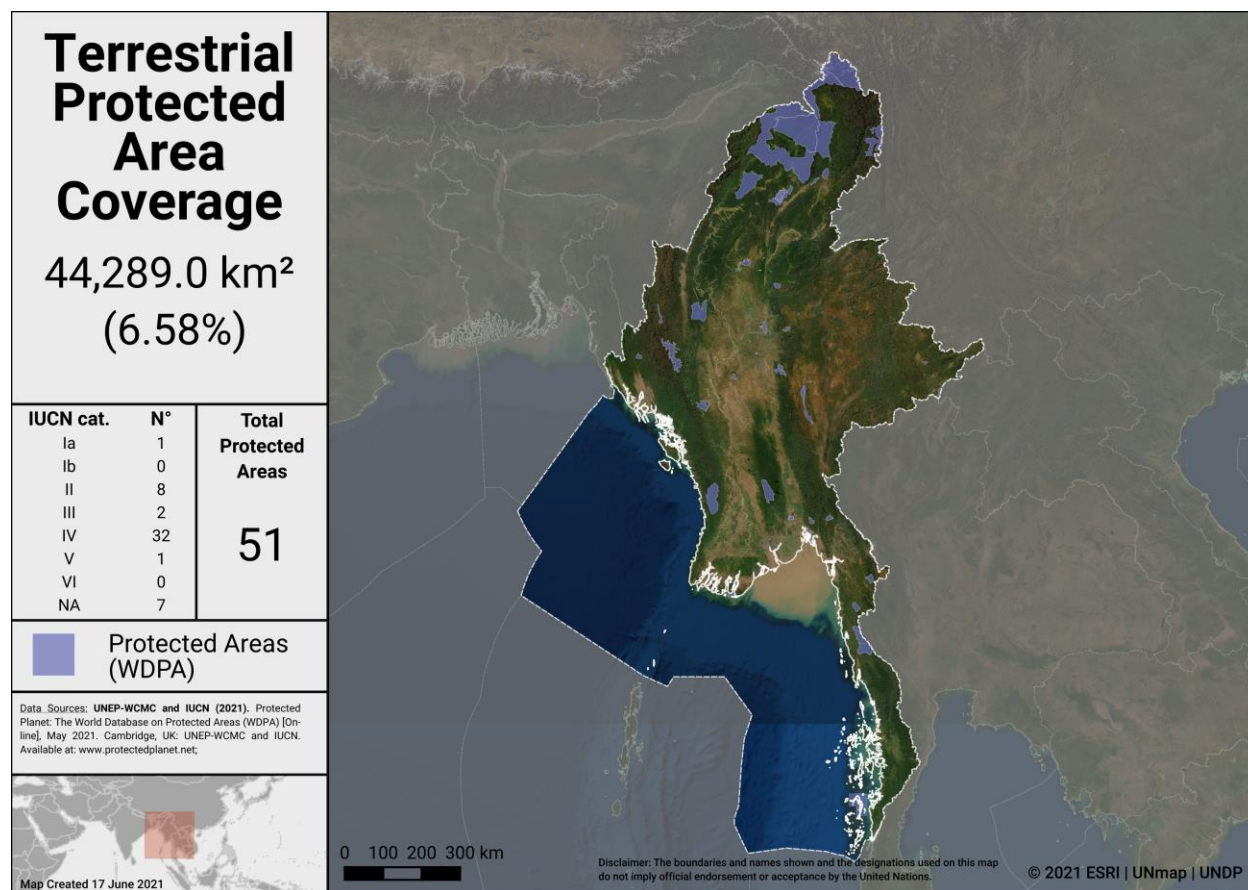 Terrestrial
Protected
Area
Coverage
44,289.0 km²
(6.58%)
IUCN cat. N°
Ia 1
Ib 0
II 8
III 2
IV 32
V 1
VI 0
NA 7
Total
Protected
Areas
51
Protected Areas
(WDPA)
Data Sources: UNEP-WCMC and IUCN (2021). Protected
Planet: The World Database on Protected Areas (WDPA) [On-
line], May 2021. Cambridge, UK: UNEP-WCMC and IUCN.
Available at: www.protectedplanet.net;
Map Created 17 June 2021
0 100 200 300 km
Disclaimer: The boundaries and names shown and the designations used on this map
do not imply official endorsement or acceptance by the United Nations.
© 2021 ESRI | UNmap | UNDP